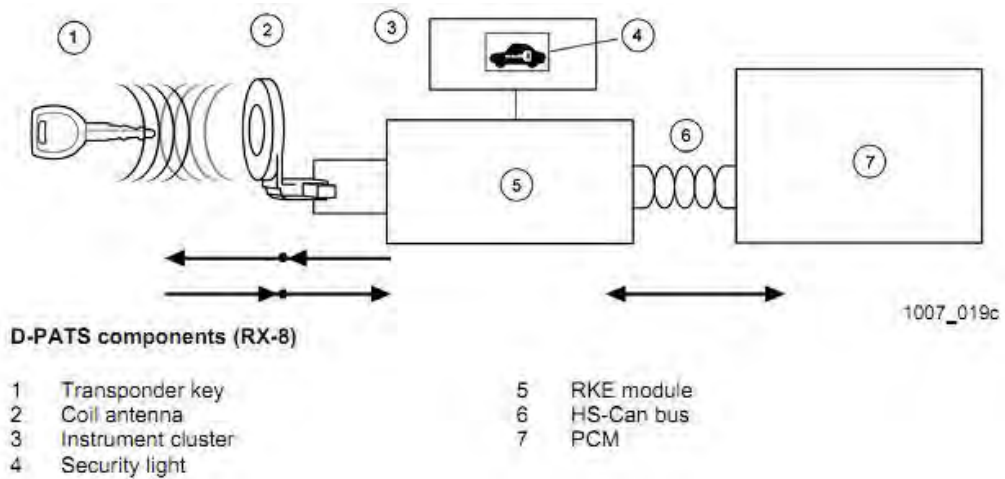 1
2
3
4
5
6
7
1007_019c
D-PATS components (RX-8)
1 Transponder key
2 Coil antenna
3 Instrument cluster
4 Security light
5 RKE module
6 HS-Can bus
7 PCM